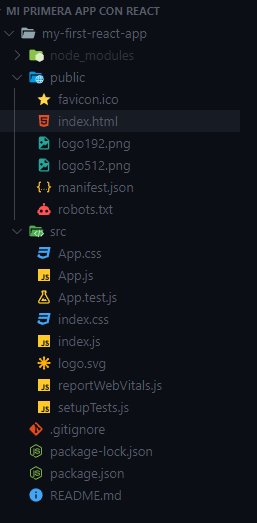 MI PRIMERA APP CON REACT
my-first-react-app
node_modules
public
favicon.ico
index.html
logo192.png
logo512.png
manifest.json
robots.txt
src
App.css
App.js
App.test.js
index.css
index.js
logo.svg
reportWebVitals.js
setupTests.js
.gitignore
package-lock.json
package.json
README.md